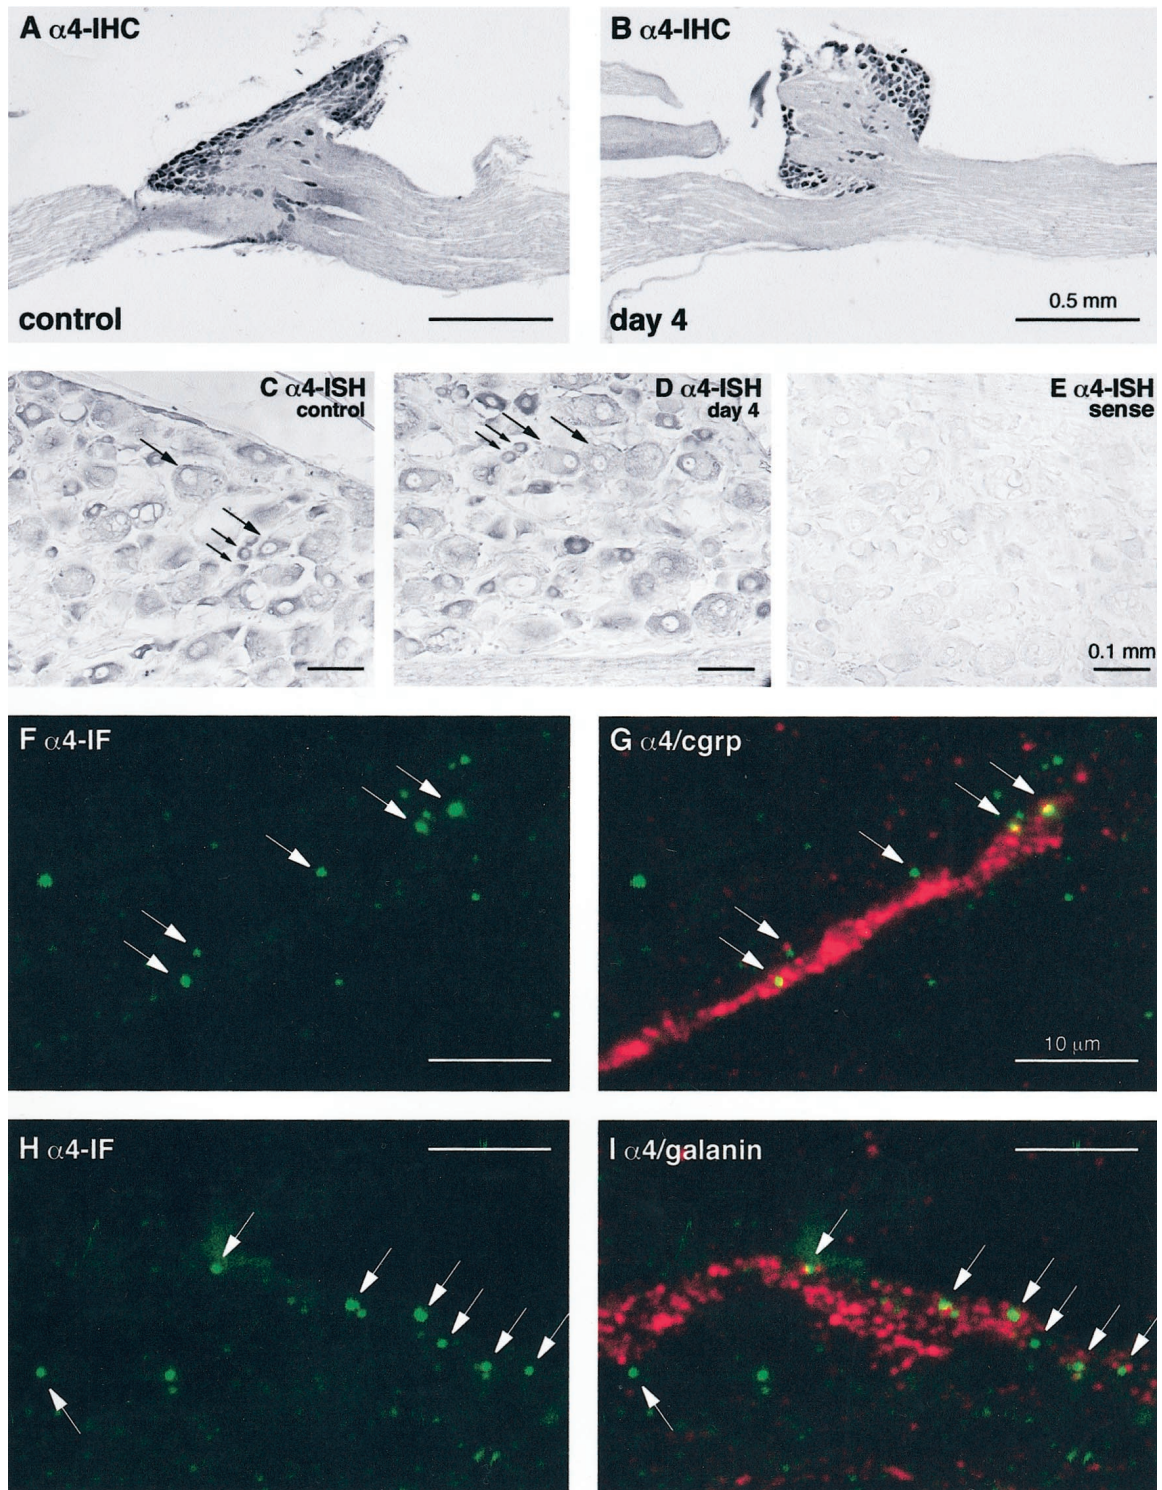 A α4-IHC
control
B α4-IHC
day 4
0.5 mm
C α4-ISH
control
D α4-ISH
day 4
E α4-ISH
sense
0.1 mm
F α4-IF
G α4/cgrp
10 μm
H α4-IF
I α4/galanin